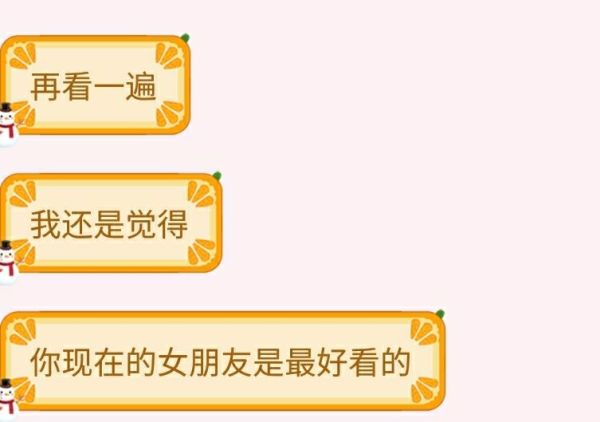 再看一遍
我还是觉得
你现在的女朋友是最好看的